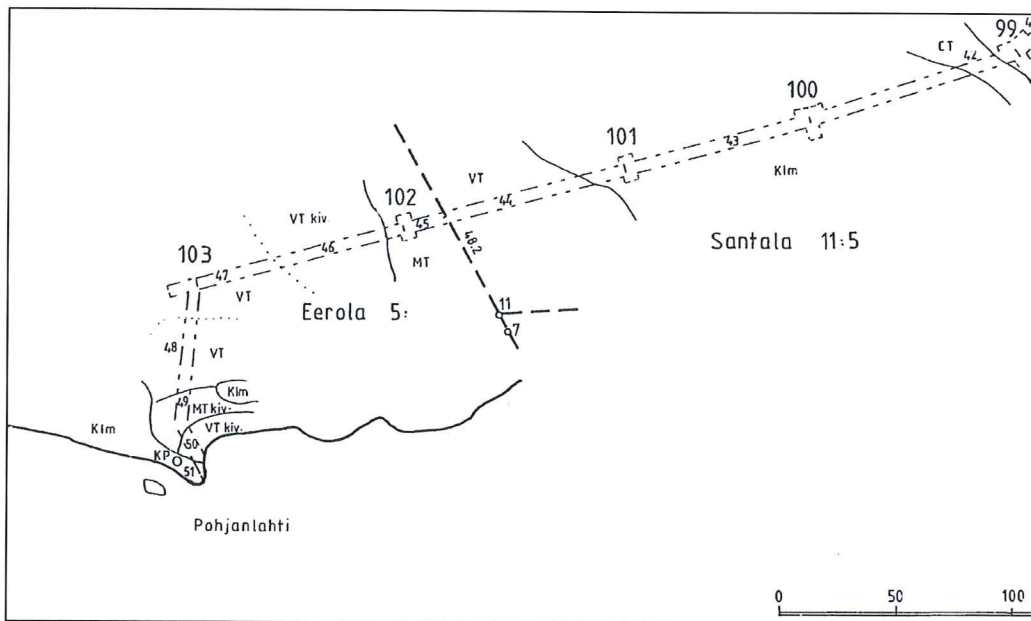 99
4
CT
44
100
43
Klm
101
VT
44
Santala 11:5
102
45
MT
48:2
VT kiv.
46
103
47
VT
Eerola 5:
11
7
48
VT
Klm
49
MT kiv.
VT kiv.
Klm
50
KP
51
Pohjanlahti
0 50 100